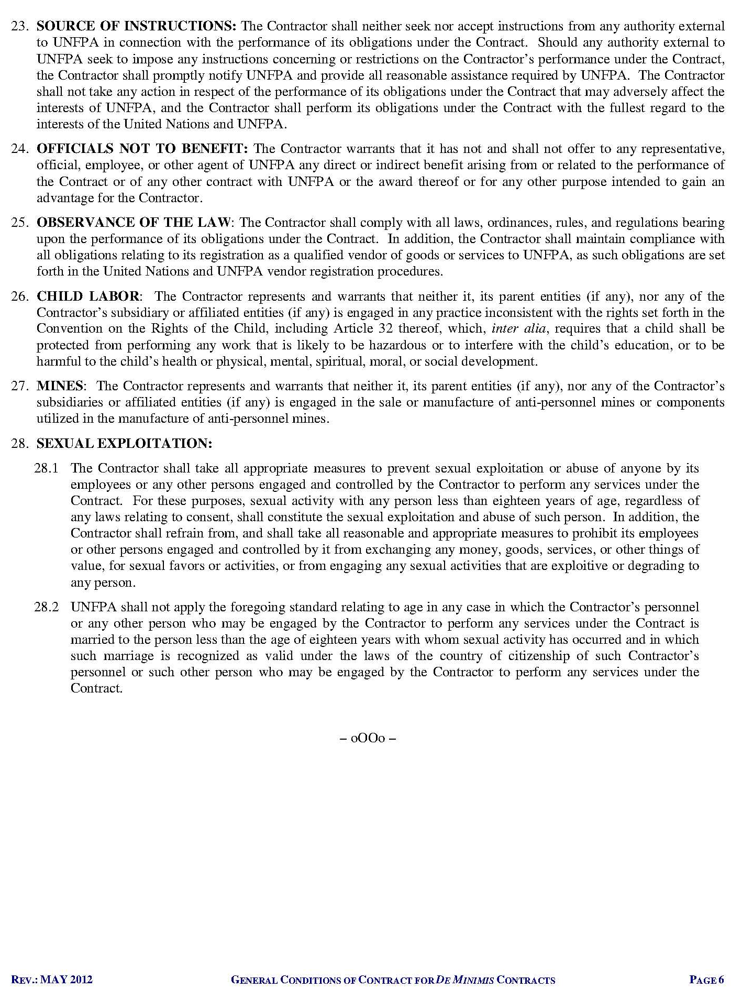 23. SOURCE OF INSTRUCTIONS: The Contractor shall neither seek nor accept instructions from any authority external
to UNFPA in connection with the performance of its obligations under the Contract. Should any authority external to
UNFPA seek to impose any instructions concerning or restrictions on the Contractor’s performance under the Contract,
the Contractor shall promptly notify UNFPA and provide all reasonable assistance required by UNFPA. The Contractor
shall not take any action in respect of the performance of its obligations under the Contract that may adversely affect the
interests of UNFPA, and the Contractor shall perform its obligations under the Contract with the fullest regard to the
interests of the United Nations and UNFPA.
24. OFFICIALS NOT TO BENEFIT: The Contractor warrants that it has not and shall not offer to any representative,
official, employee, or other agent of UNFPA any direct or indirect benefit arising from or related to the performance of
the Contract or of any other contract with UNFPA or the award thereof or for any other purpose intended to gain an
advantage for the Contractor.
25. OBSERVANCE OF THE LAW: The Contractor shall comply with all laws, ordinances, rules, and regulations bearing
upon the performance of its obligations under the Contract. In addition, the Contractor shall maintain compliance with
all obligations relating to its registration as a qualified vendor of goods or services to UNFPA, as such obligations are set
forth in the United Nations and UNFPA vendor registration procedures.
26. CHILD LABOR: The Contractor represents and warrants that neither it, its parent entities (if any), nor any of the
Contractor’s subsidiary or affiliated entities (if any) is engaged in any practice inconsistent with the rights set forth in the
Convention on the Rights of the Child, including Article 32 thereof, which, inter alia, requires that a child shall be
protected from performing any work that is likely to be hazardous or to interfere with the child’s education, or to be
harmful to the child’s health or physical, mental, spiritual, moral, or social development.
27. MINES: The Contractor represents and warrants that neither it, its parent entities (if any), nor any of the Contractor’s
subsidiaries or affiliated entities (if any) is engaged in the sale or manufacture of anti-personnel mines or components
utilized in the manufacture of anti-personnel mines.
28. SEXUAL EXPLOITATION:
28.1 The Contractor shall take all appropriate measures to prevent sexual exploitation or abuse of anyone by its
employees or any other persons engaged and controlled by the Contractor to perform any services under the
Contract. For these purposes, sexual activity with any person less than eighteen years of age, regardless of
any laws relating to consent, shall constitute the sexual exploitation and abuse of such person. In addition, the
Contractor shall refrain from, and shall take all reasonable and appropriate measures to prohibit its employees
or other persons engaged and controlled by it from exchanging any money, goods, services, or other things of
value, for sexual favors or activities, or from engaging any sexual activities that are exploitive or degrading to
any person.
28.2 UNFPA shall not apply the foregoing standard relating to age in any case in which the Contractor’s personnel
or any other person who may be engaged by the Contractor to perform any services under the Contract is
married to the person less than the age of eighteen years with whom sexual activity has occurred and in which
such marriage is recognized as valid under the laws of the country of citizenship of such Contractor’s
personnel or such other person who may be engaged by the Contractor to perform any services under the
Contract.
– oOOo –
REV.: MAY 2012 GENERAL CONDITIONS OF CONTRACT FOR DE MINIMIS CONTRACTS PAGE 6